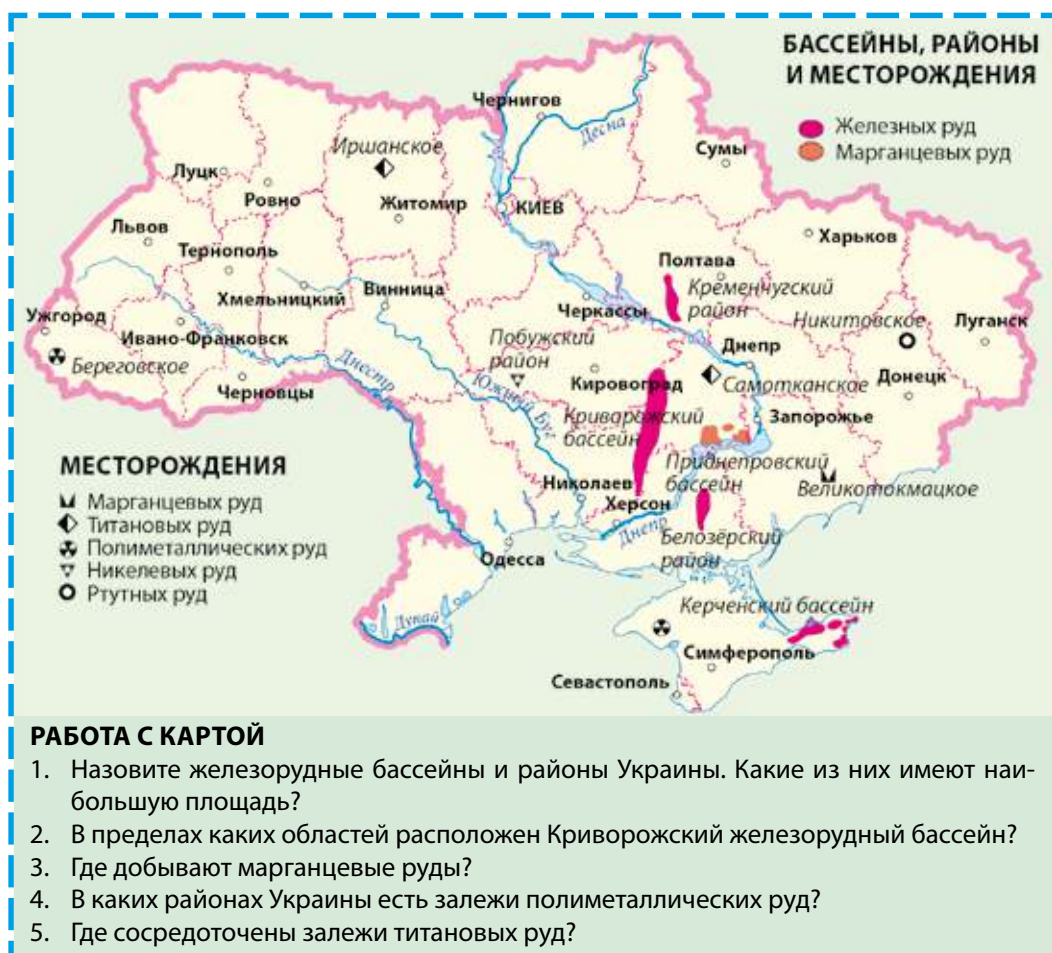 БАССЕЙНЫ, РАЙОНЫ
И МЕСТОРОЖДЕНИЯ
Железных руд
Марганцевых руд
Чернигов
Десна
Сумы
Иршанское
Луцк
Ровно
Житомир
КИЕВ
Львов
Харьков
Тернополь
Полтава
Хмельницкий
Винница
Кременчугский
район
Черкассы
Ужгород
Никитовское
Луганск
Ивано-Франковск
Побужский
район
Днепр
Береговское
Днестр
Кировоград
Самотканское
Донецк
Черновцы
Южный Буг
Криварожский
бассейн
Запорожье
Приднепровский
бассейн
Великотокмацкое
МЕСТОРОЖДЕНИЯ
Марганцевых руд
Титановых руд
Полиметаллических руд
Никелевых руд
Ртутных руд
Николаев
Херсон
Днепр
Белозёрский
район
Одесса
Дунай
Керченский бассейн
Симферополь
Севастополь
РАБОТА С КАРТОЙ
1. Назовите железорудные бассейны и районы Украины. Какие из них имеют наи-
большую площадь?
2. В пределах каких областей расположен Криворожский железорудный бассейн?
3. Где добывают марганцевые руды?
4. В каких районах Украины есть залежи полиметаллических руд?
5. Где сосредоточены залежи титановых руд?